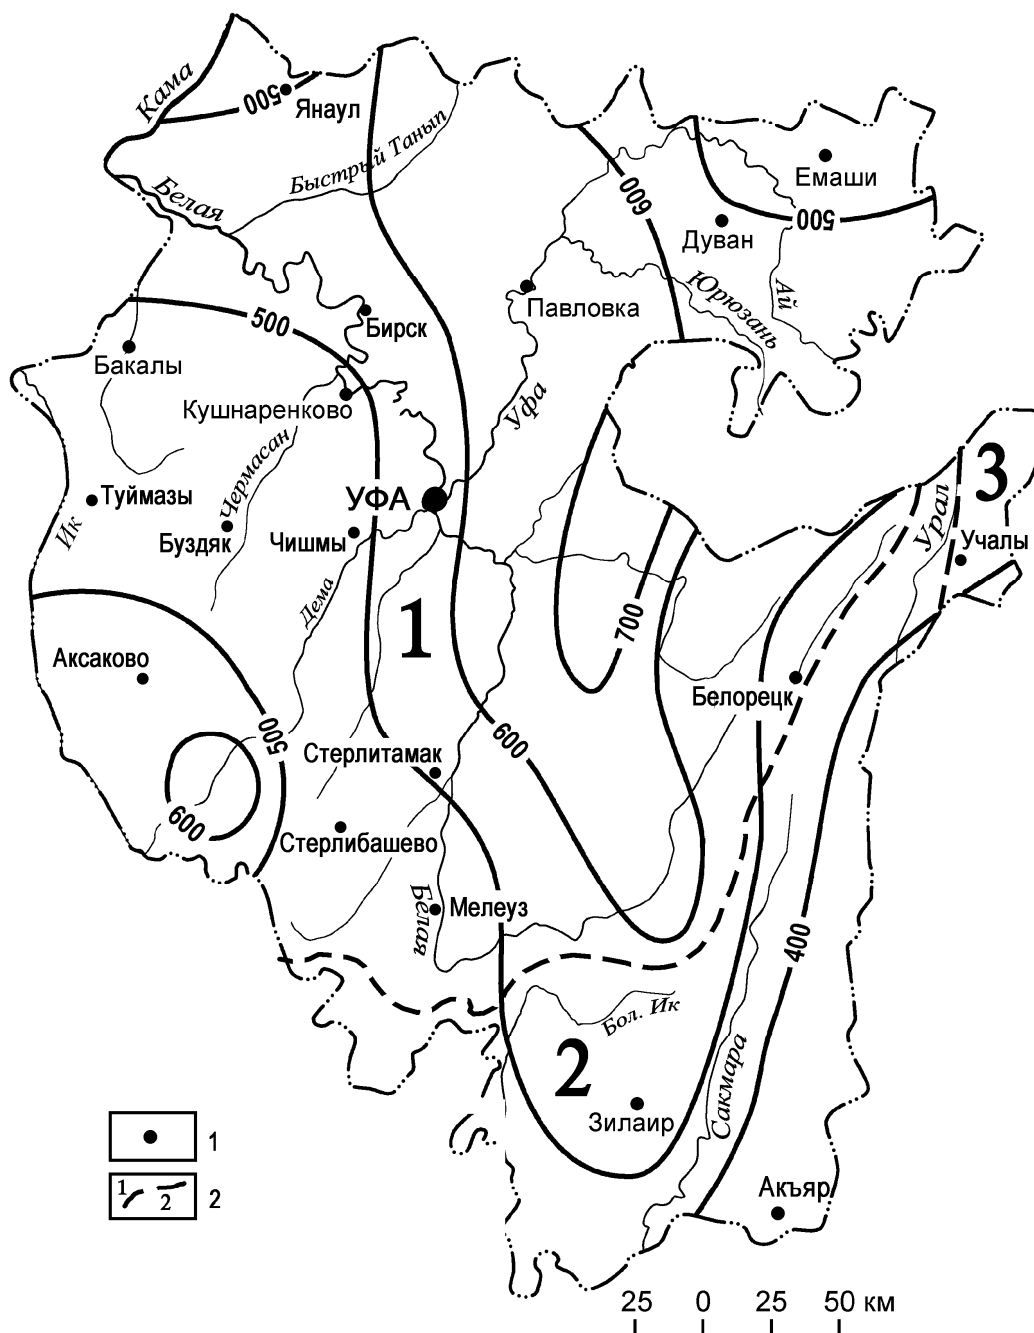 Кама
500
Янаул
Быстрый Танып
Белая
600
Емаши
500
Дуван
Юрюзань
Ай
Павловка
500
Бирск
Бакалы
Кушнаренково
Уфа
Чермасан
3
УФА
Туймазы
Ик
Буздяк
Чишмы
Урал
Учалы
Дема
1
700
Аксаково
Белорецк
500
600
Стерлитамак
600
Стерлибашево
Белая
Мелеуз
400
Бол. Ик
2
Зилаир
Сакмара
Акъяр
1
1 2 2
25 0 25 50 км